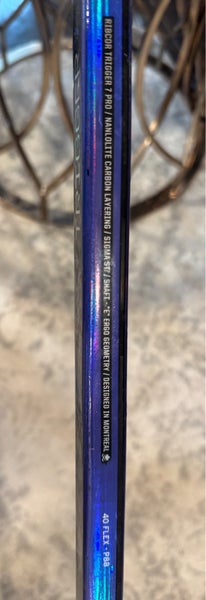 RIBCOR TRIGGER 7 PRO / NANOLITE CARBON LAYERING / SIGMA ST / SHAFT - "E" ERGO GEOMETRY / DESIGNED IN MONTREAL
40 FLEX - P88